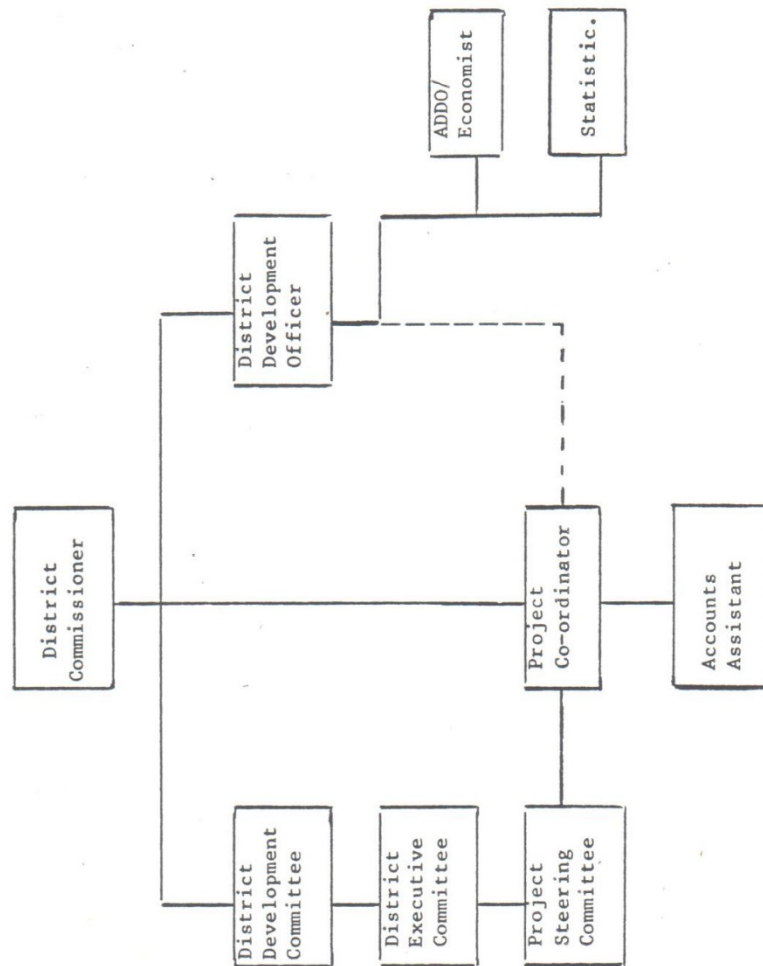 District
Commissioner
District
Development
Committee
District
Development
Officer
District
Executive
Committee
ADDO/
Economist
Project
Steering
Committee
Project
Co-ordinator
Statistic.
Accounts
Assistant